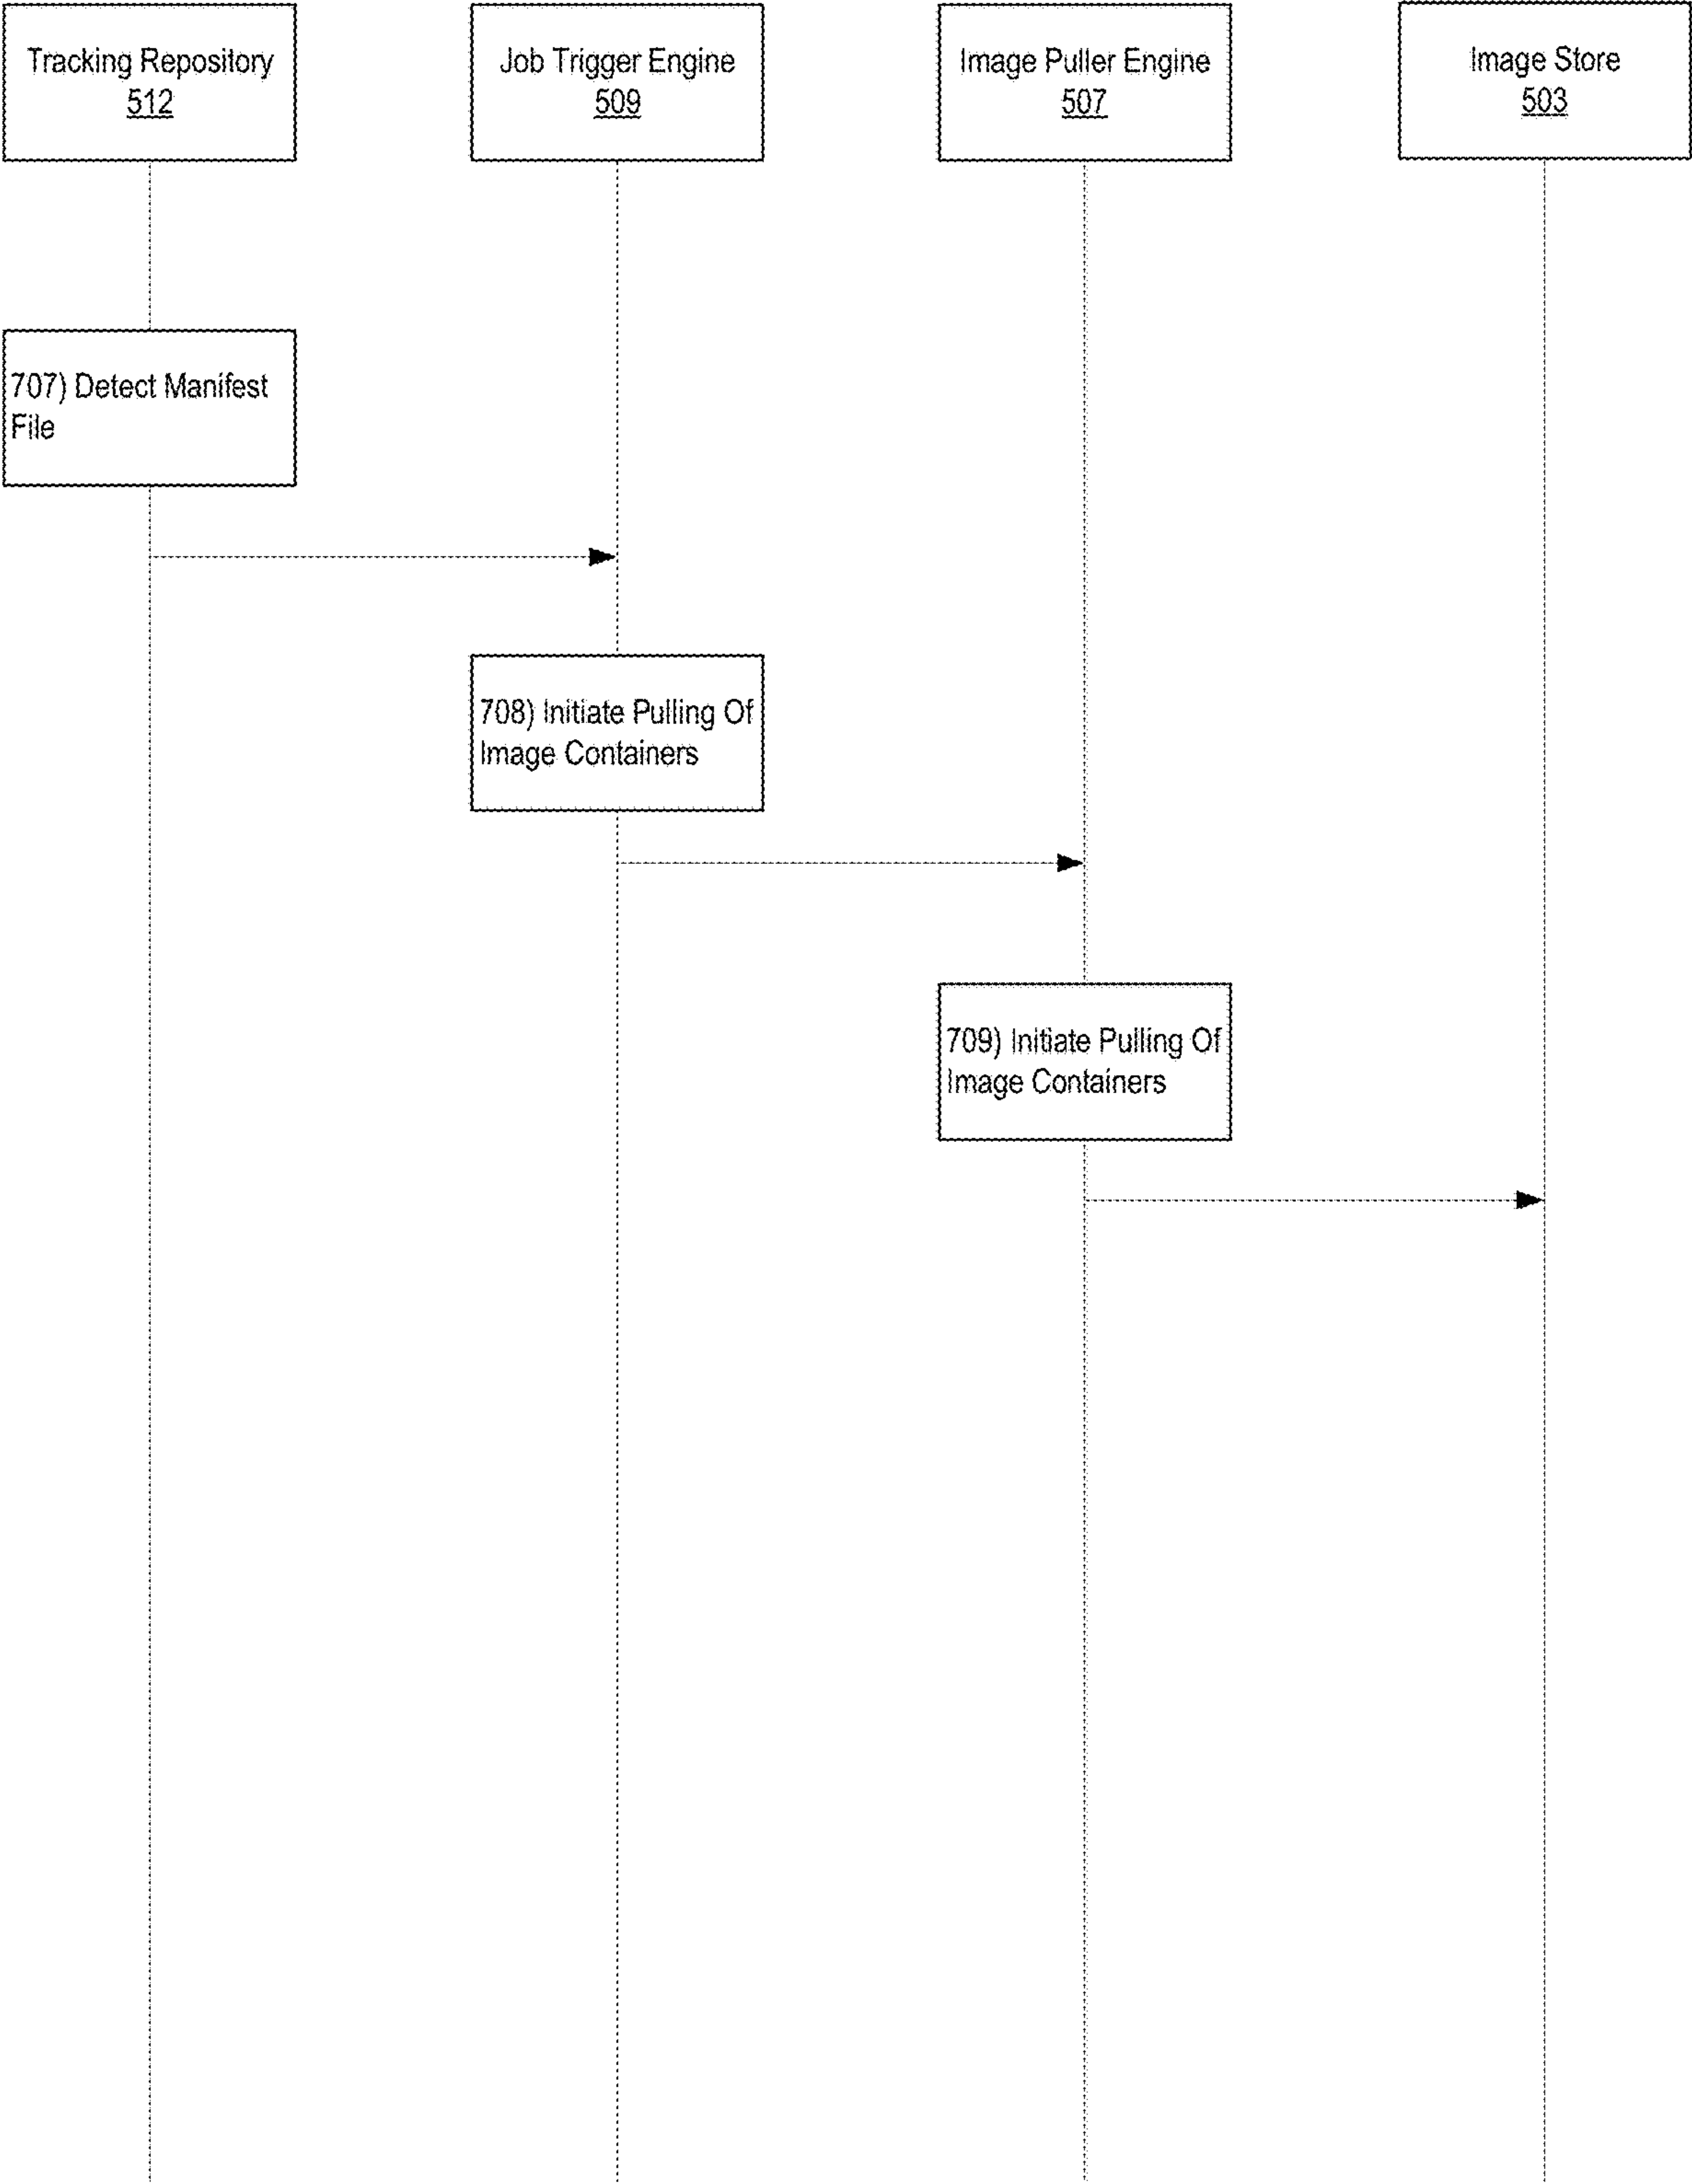 Tracking Repository
512
Job Trigger Engine
509
Image Puller Engine
507
Image Store
503
707) Detect Manifest
File
708) Initiate Pulling Of
Image Containers
709) Initiate Pulling Of
Image Containers